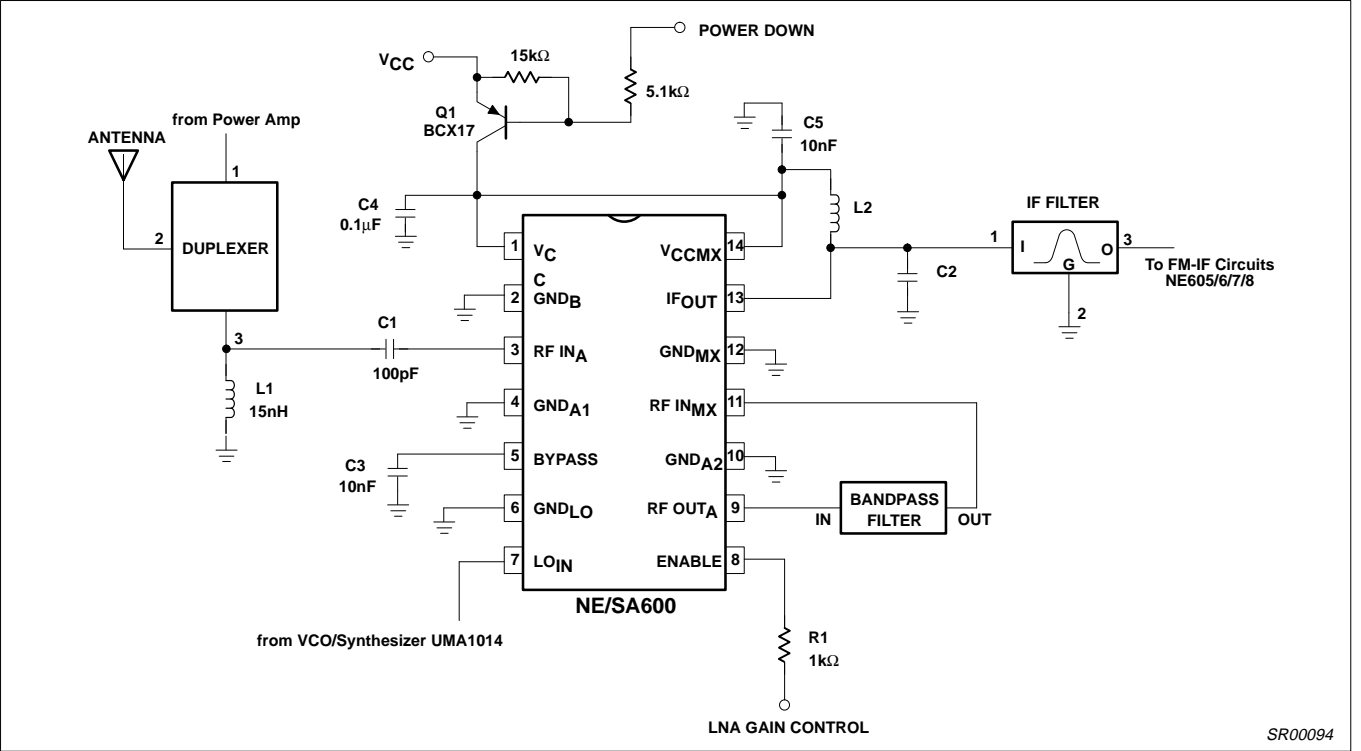 POWER DOWN
VCC
15kΩ
5.1kΩ
Q1
BCX17
from Power Amp
ANTENNA
1
2
DUPLEXER
3
C5
10nF
C4
0.1µF
L2
IF FILTER
1
I
G
O
3
2
To FM-IF Circuits
NE605/6/7/8
C2
C1
100pF
L1
15nH
C3
10nF
1 VC
C
2 GNDB
3 RF INA
4 GNDA1
5 BYPASS
6 GNDLO
7 LOIN
VCCMX 14
IFOUT 13
GNDMX 12
RF INMX 11
GNDA2 10
RF OUTA 9
ENABLE 8
NE/SA600
IN
BANDPASS
FILTER
OUT
from VCO/Synthesizer UMA1014
R1
1kΩ
LNA GAIN CONTROL
SR00094